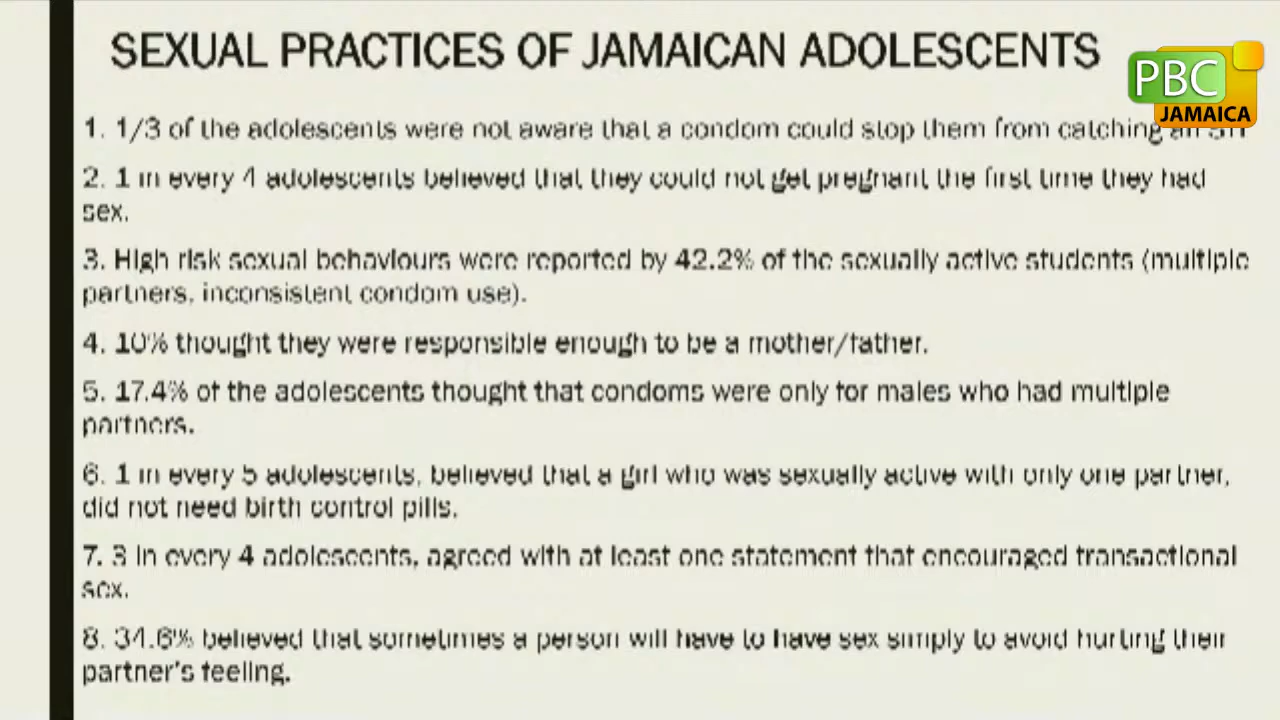 SEXUAL PRACTICES OF JAMAICAN ADOLESCENTS
PBC
JAMAICA
1. 1/3 of the adolescents were not aware that a condom could stop them from catching
2. 1 in every 4 adolescents believed that they could not get pregnant the first time they had
sex.
3. High risk sexual behaviours were reported by 42.2% of the sexually active students (multiple
partners, inconsistent condom use).
4. 10% thought they were responsible enough to be a mother/father.
5. 17.4% of the adolescents thought that condoms were only for males who had multiple
partners.
6. 1 in every 5 adolescents, believed that a girl who was sexually active with only one partner,
did not need birth control pills.
7. 3 in every 4 adolescents, agreed with at least one statement that encouraged transactional
sex.
8. 34.6% believed that sometimes a person will have to have sex simply to avoid hurting their
partner's feeling.